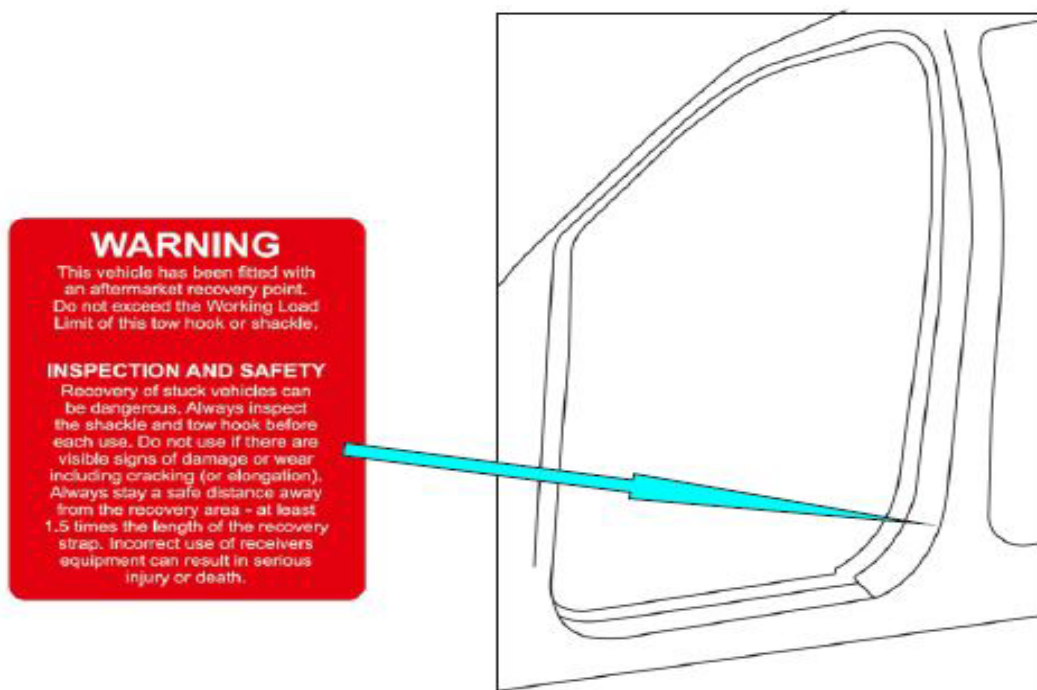 WARNING
This vehicle has been fitted with
an aftermarket recovery point.
Do not exceed the Working Load
Limit of this tow hook or shackle.
INSPECTION AND SAFETY
Recovery of stuck vehicles can
be dangerous. Always inspect
the shackle and tow hook before
each use. Do not use if there are
visible signs of damage or wear
including cracking (or elongation).
Always stay a safe distance away
from the recovery area - at least
1.5 times the length of the recovery
strap. Incorrect use of receivers
equipment can result in serious
injury or death.